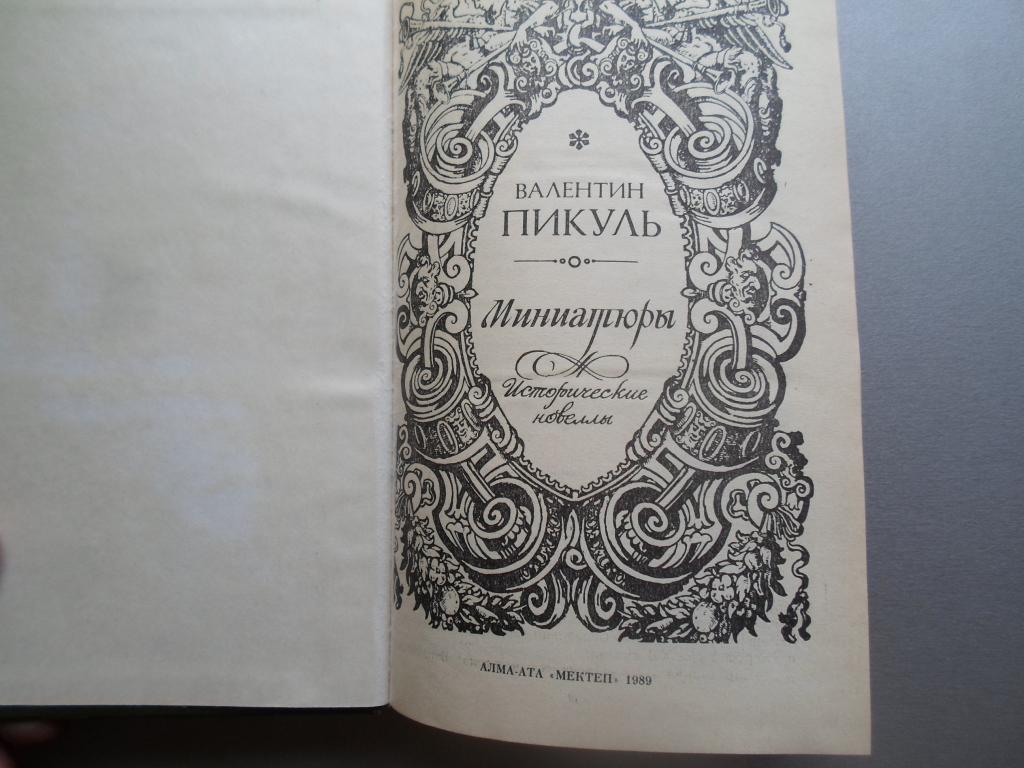 ВАЛЕНТИН
ПИКУЛЬ
Миниатюры
Исторические
новеллы
АЛМА-АТА «МЕКТЕП» 1989